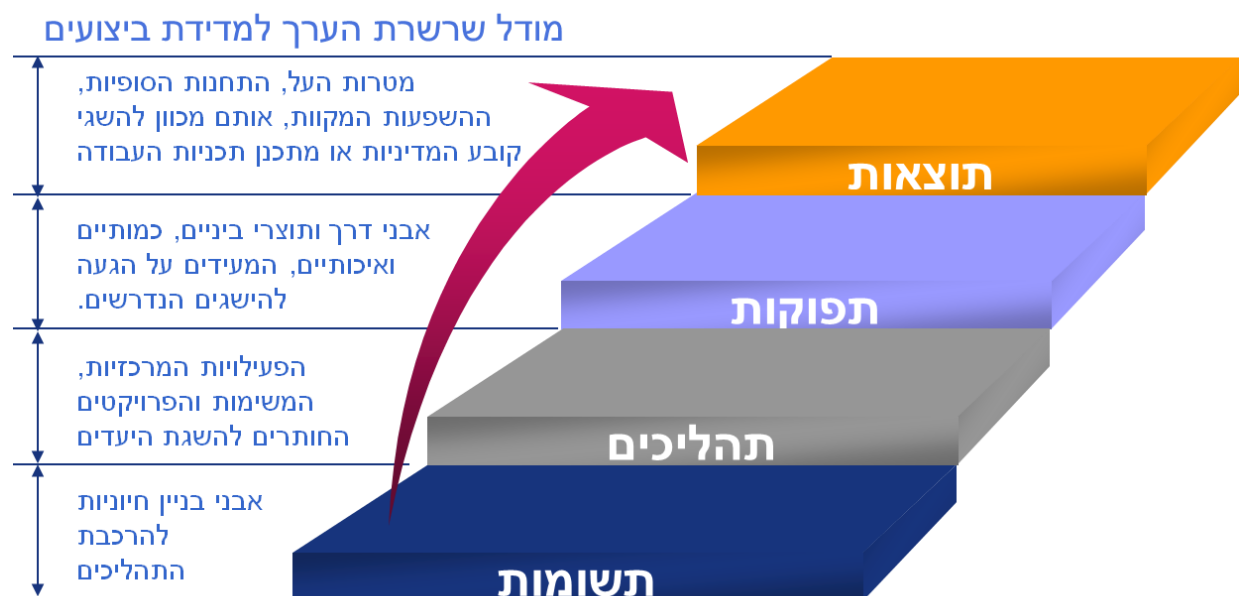 מודל שרשרת הערך למדידת ביצועים
מטרות העל, התחנות הסופיות,
ההשפעות המקוות, אותם מכוון להשגי
קובע המדיניות או מתכנן תכניות העבודה
תוצאות
אבני דרך ותוצרי ביניים, כמותיים
ואיכותיים, המעידים על הגעה
להישגים הנדרשים.
תפוקות
הפעילויות המרכזיות,
המשימות והפרויקטים
החותרים להשגת היעדים
תהליכים
אבני בניין חיוניות
להרכבת
התהליכים
תשומות